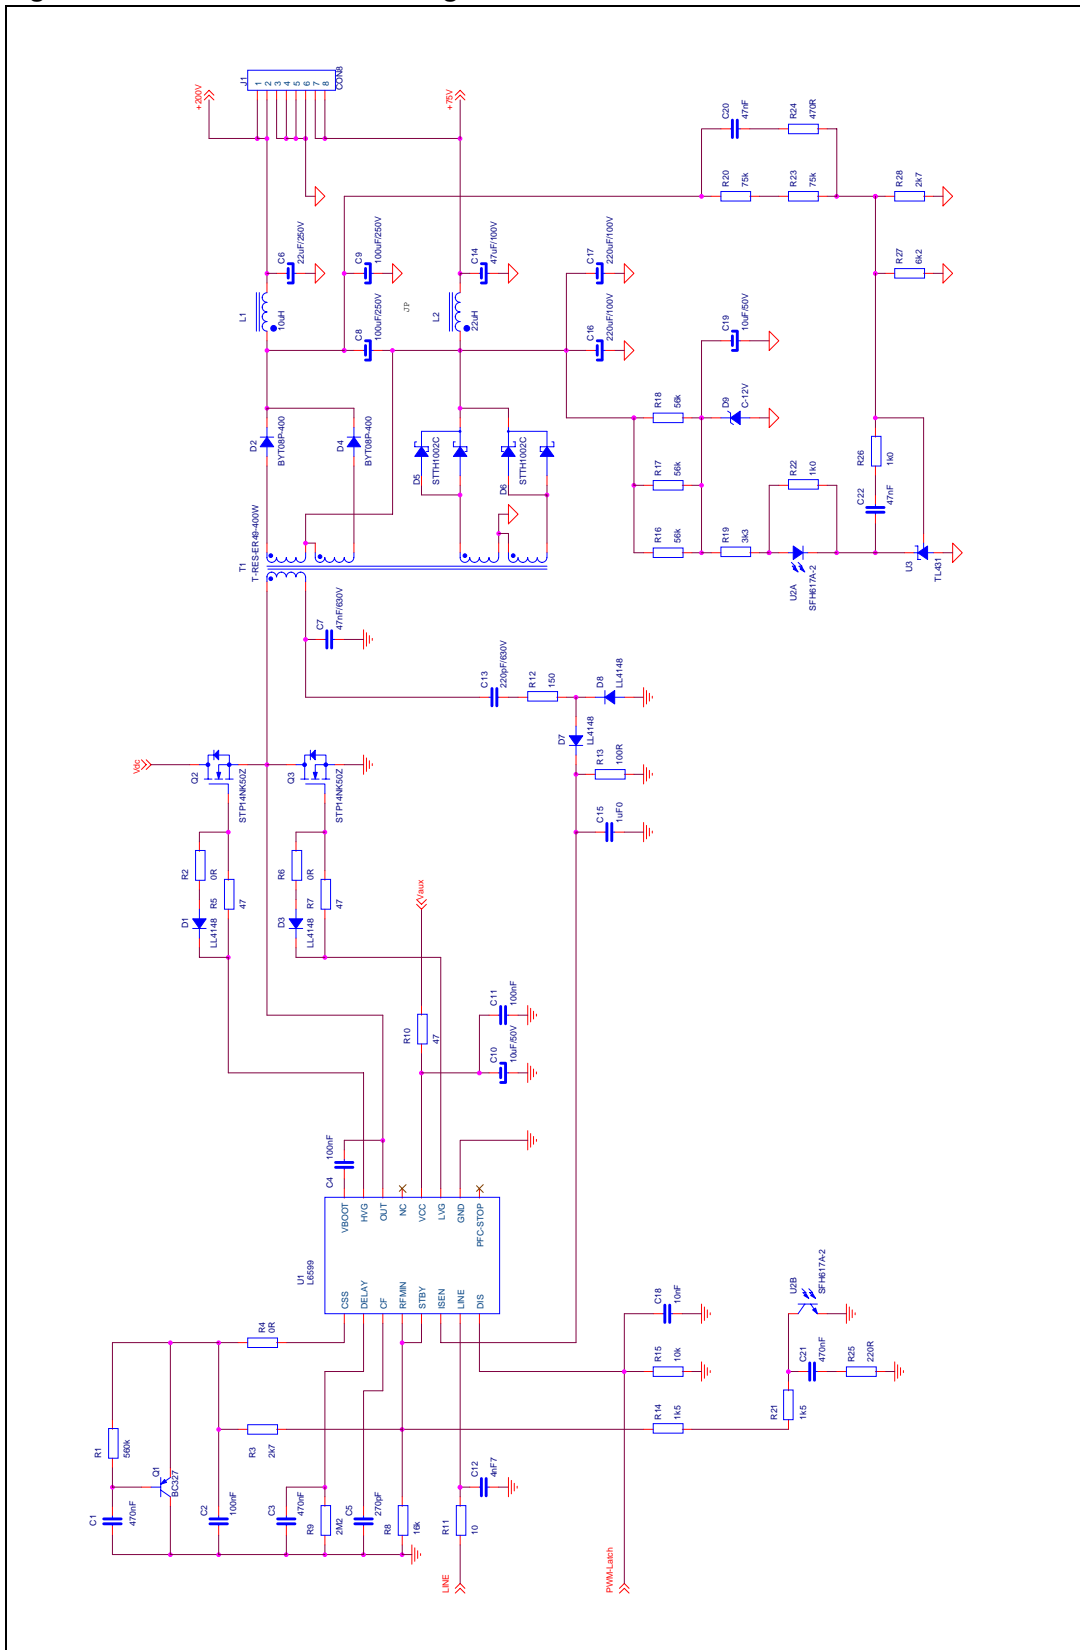 J1
1
2
3
4
5
6
7
8
CON8
+200V
+75V
C20
47nF
R24
470R
R20
75k
R23
75k
R28
2k7
R27
6k2
C6
22uF/250V
C9
100uF/250V
C14
47uF/100V
C17
220uF/100V
L1
10uH
JP
L2
22uH
C8
100uF/250V
C16
220uF/100V
C19
10uF/50V
D2
BYT08P-400
D4
BYT08P-400
D5
STTH1002C
D6
STTH1002C
R18
56k
D9
C-12V
R17
56k
R22
1k0
R26
1k0
C22
47nF
R16
56k
R19
3k3
U2A
SFH617A-2
U3
TL431
T1
T-RES-ER49-400W
C7
47nF/630V
C13
220pF/630V
R12
150
D8
LL4148
D7
LL4148
R13
100R
C15
1uF0
Vdc
Q2
STP14NK50Z
Q3
STP14NK50Z
R2
0R
R5
47
D1
LL4148
R6
0R
R7
47
D3
LL4148
Vaux
R10
47
C11
100nF
C10
10uF/50V
C4
100nF
VBOOT
HVG
OUT
NC
VCC
LVG
GND
PFC-STOP
U1
L6599
CSS
DELAY
CF
RFMIN
STBY
ISEN
LINE
DIS
R4
0R
C18
10nF
U2B
SFH617A-2
R15
10k
C21
470nF
R25
220R
R1
560k
R3
2k7
R14
1k5
R21
1k5
Q1
BC327
C12
4nF7
C1
470nF
C2
100nF
C3
470nF
R9
2M2
C5
270pF
R8
16k
R11
10
LINE
PWM-Latch